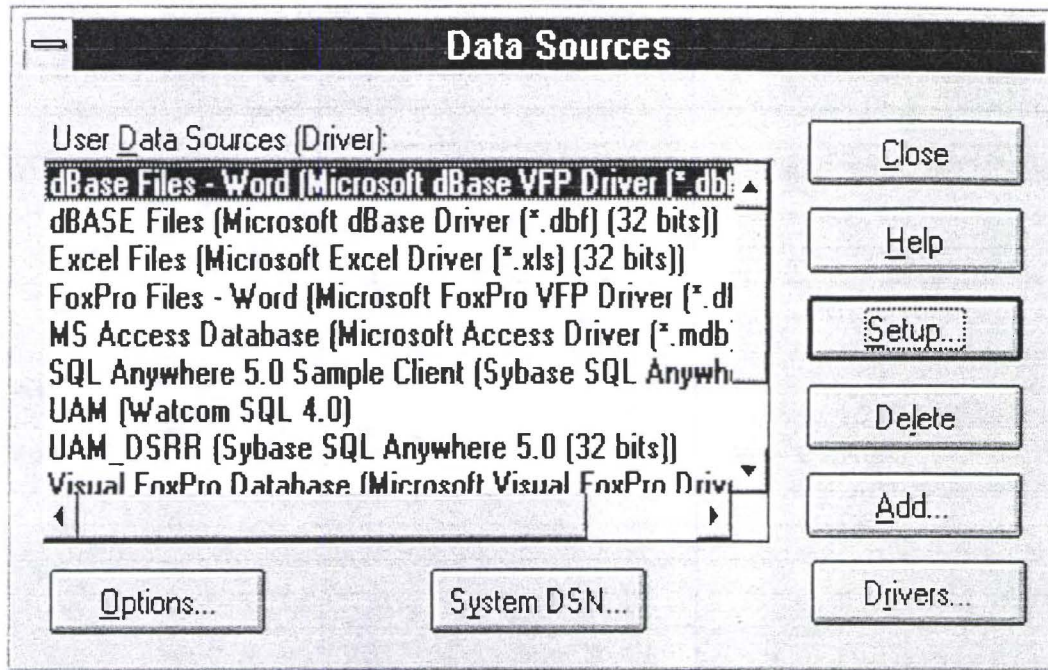 Data Sources
User Data Sources (Driver):
dBase Files - Word (Microsoft dBase VFP Driver (*.dbf
dBASE Files (Microsoft dBase Driver (*.dbf) (32 bits))
Excel Files (Microsoft Excel Driver (*.xls) (32 bits))
FoxPro Files - Word (Microsoft FoxPro VFP Driver (*.dl
MS Access Database (Microsoft Access Driver (*.mdb)
SQL Anywhere 5.0 Sample Client (Sybase SQL Anywh
UAM (Watcom SQL 4.0)
UAM_DSRR (Sybase SQL Anywhere 5.0 (32 bits))
Visual FoxPro Database (Microsoft Visual FoxPro Driv
Close
Help
Setup...
Delete
Add...
Drivers...
Options...
System DSN...